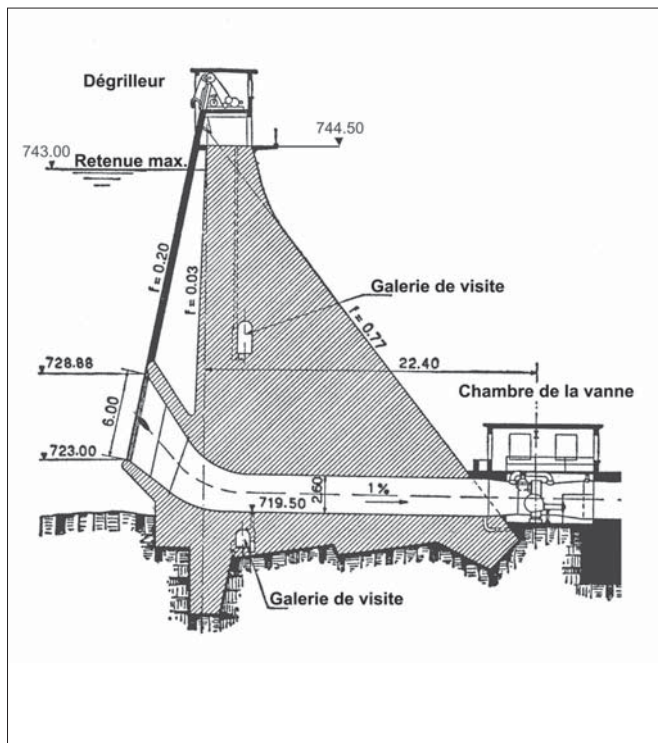 Dégrilleur
744.50
743.00
Retenue max.
f=0.20
f=0.03
Galerie de visite
f=0.77
728.88
22.40
Chambre de la vanne
6.00
723.00
2.60
1%
719.50
Galerie de visite